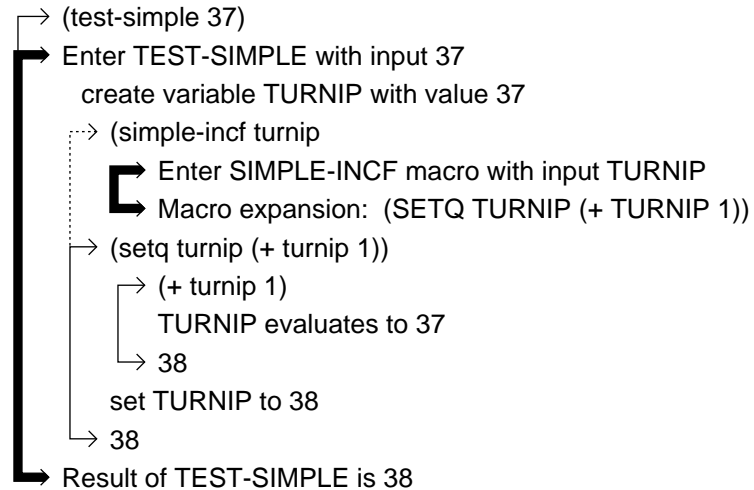 (test-simple 37)
Enter TEST-SIMPLE with input 37
create variable TURNIP with value 37
(simple-incf turnip
Enter SIMPLE-INCF macro with input TURNIP
Macro expansion: (SETQ TURNIP (+ TURNIP 1))
(setq turnip (+ turnip 1))
(+ turnip 1)
TURNIP evaluates to 37
38
set TURNIP to 38
38
Result of TEST-SIMPLE is 38